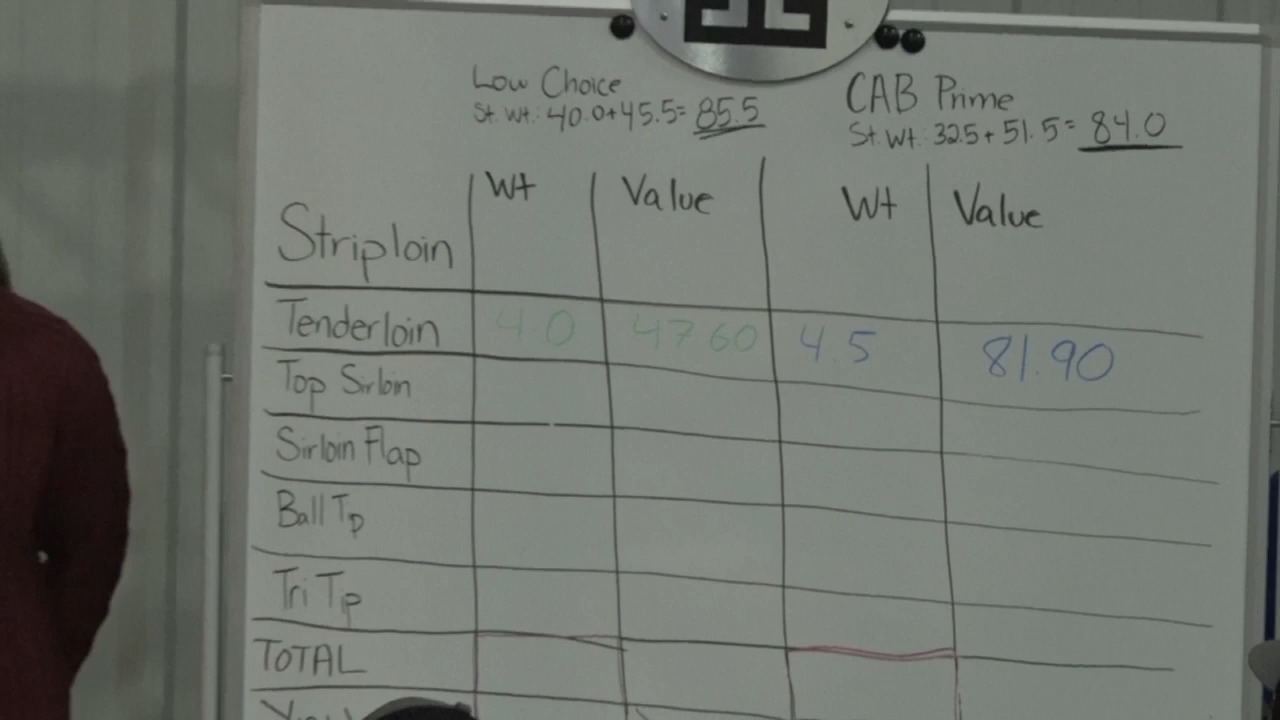 Low Choice
St. Wt.: 40.0+45.5= 85.5
CAB Prime
St. Wt.: 32.5+51.5= 84.0
Wt Value Wt Value
Striploin
Tenderloin 4 0 47 60 4.5 81.90
Top Sirloin
Sirloin Flap
Ball Tip
Tri Tip
TOTAL